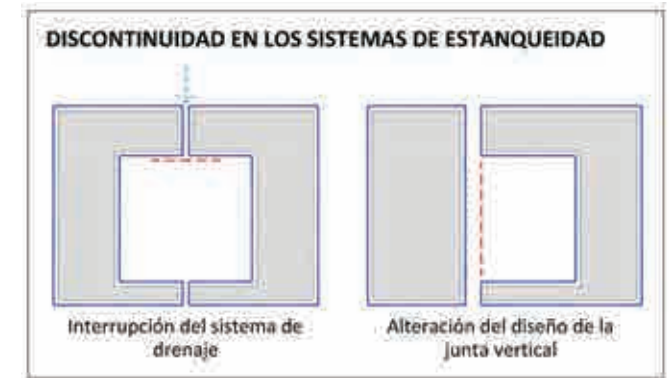 DISCONTINUIDAD EN LOS SISTEMAS DE ESTANQUEIDAD
Interrupción del sistema de
drenaje
Alteración del diseño de la
junta vertical